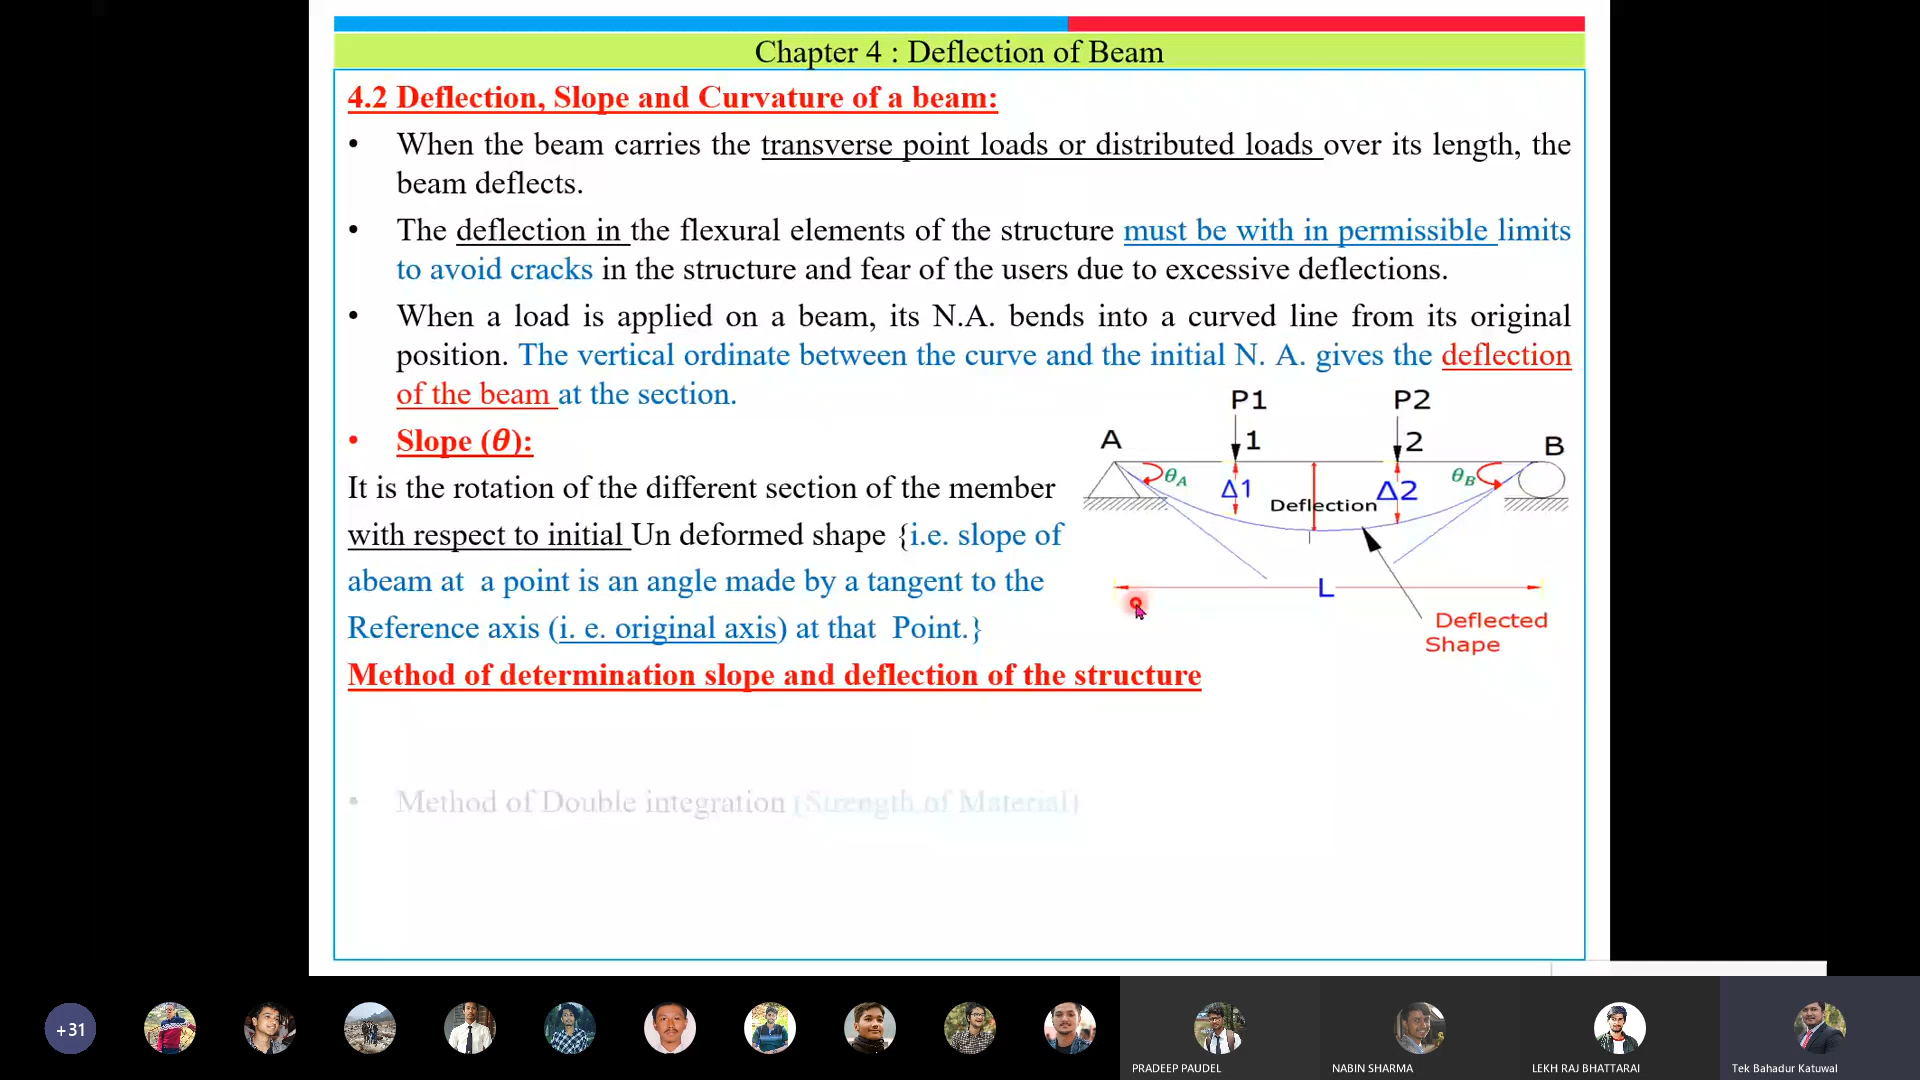 Chapter 4 : Deflection of Beam
4.2 Deflection, Slope and Curvature of a beam:
• When the beam carries the transverse point loads or distributed loads over its length, the
beam deflects.
• The deflection in the flexural elements of the structure must be with in permissible limits
to avoid cracks in the structure and fear of the users due to excessive deflections.
• When a load is applied on a beam, its N.A. bends into a curved line from its original
position. The vertical ordinate between the curve and the initial N. A. gives the deflection
of the beam at the section.
• Slope (θ):
It is the rotation of the different section of the member
with respect to initial Un deformed shape {i.e. slope of
abeam at a point is an angle made by a tangent to the
Reference axis (i. e. original axis) at that Point.}
P1 P2
A 1 2 B
θA Δ1 Deflection Δ2 θB
L
Deflected
Shape
Method of determination slope and deflection of the structure
• Method of Double integration (Strength of Material)
+31
PRADEEP PAUDEL
NABIN SHARMA
LEKH RAJ BHATTARAI
Tek Bahadur Katuwal